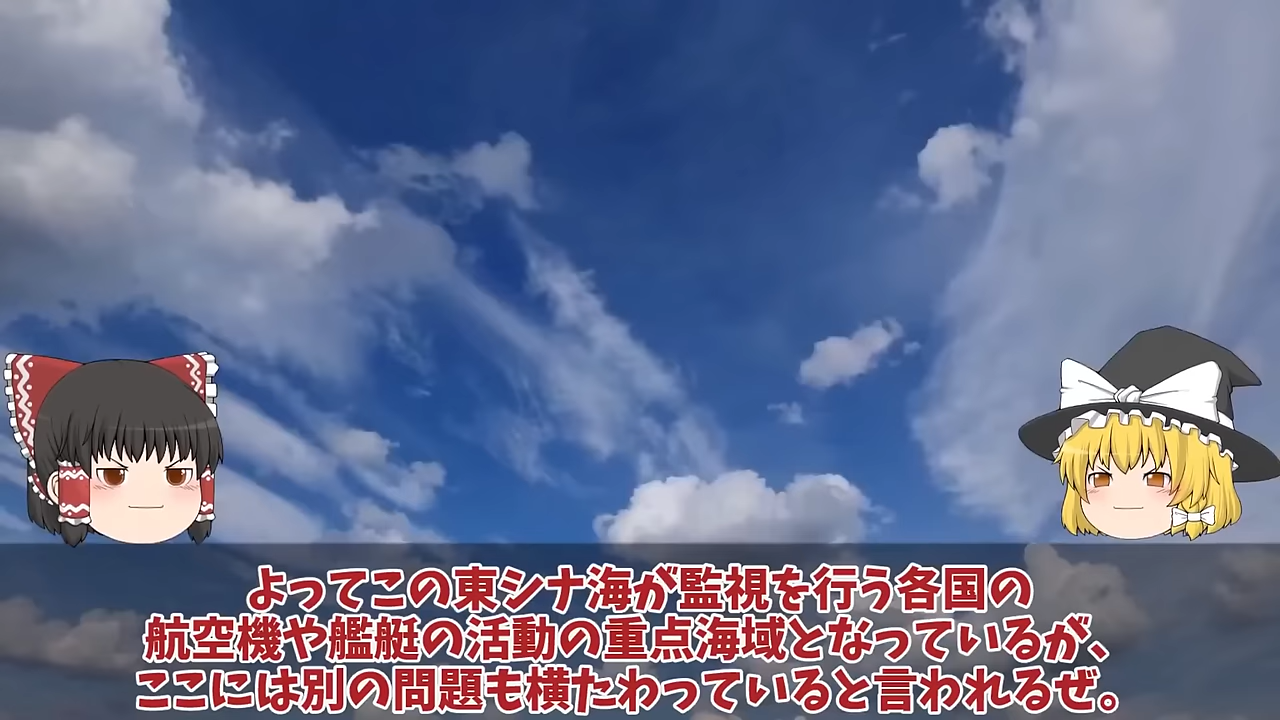 よってこの東シナ海が監視を行う各国の
航空機や艦艇の活動の重点海域となっているが、
ここには別の問題も横たわっていると言われるぜ。